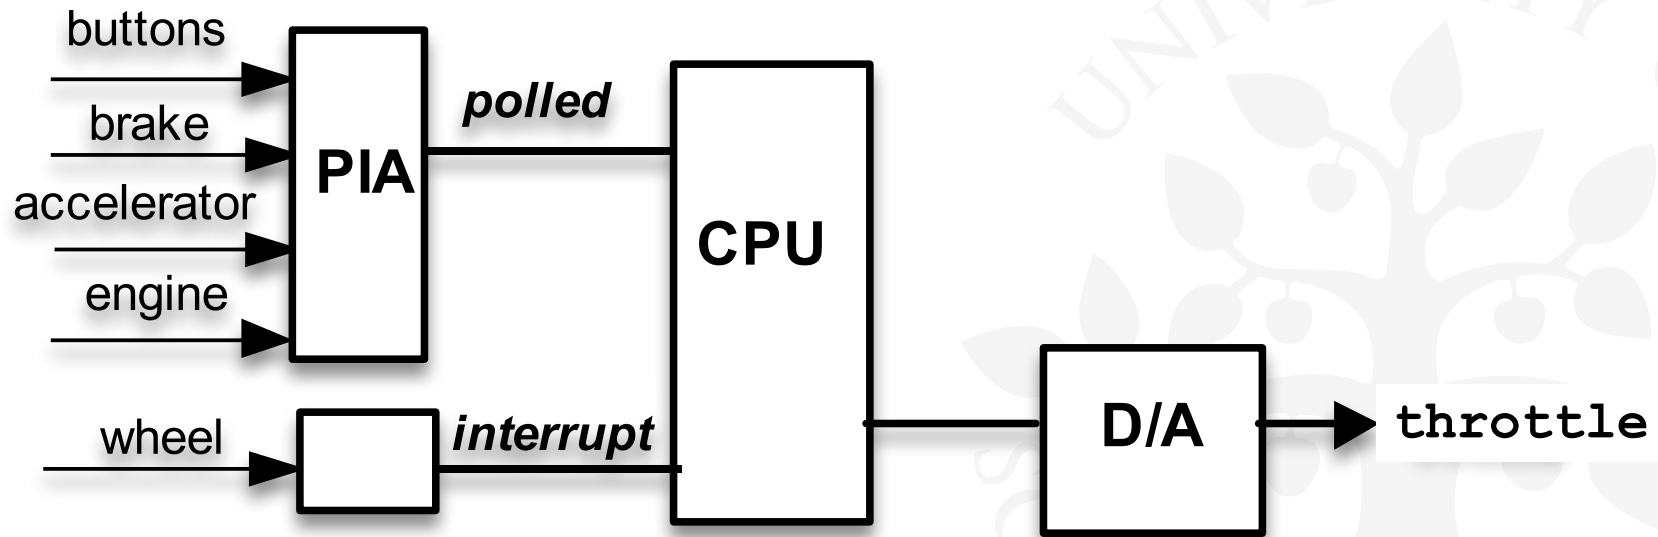 buttons
brake
accelerator
engine
wheel
PIA
polled
interrupt
CPU
D/A
throttle